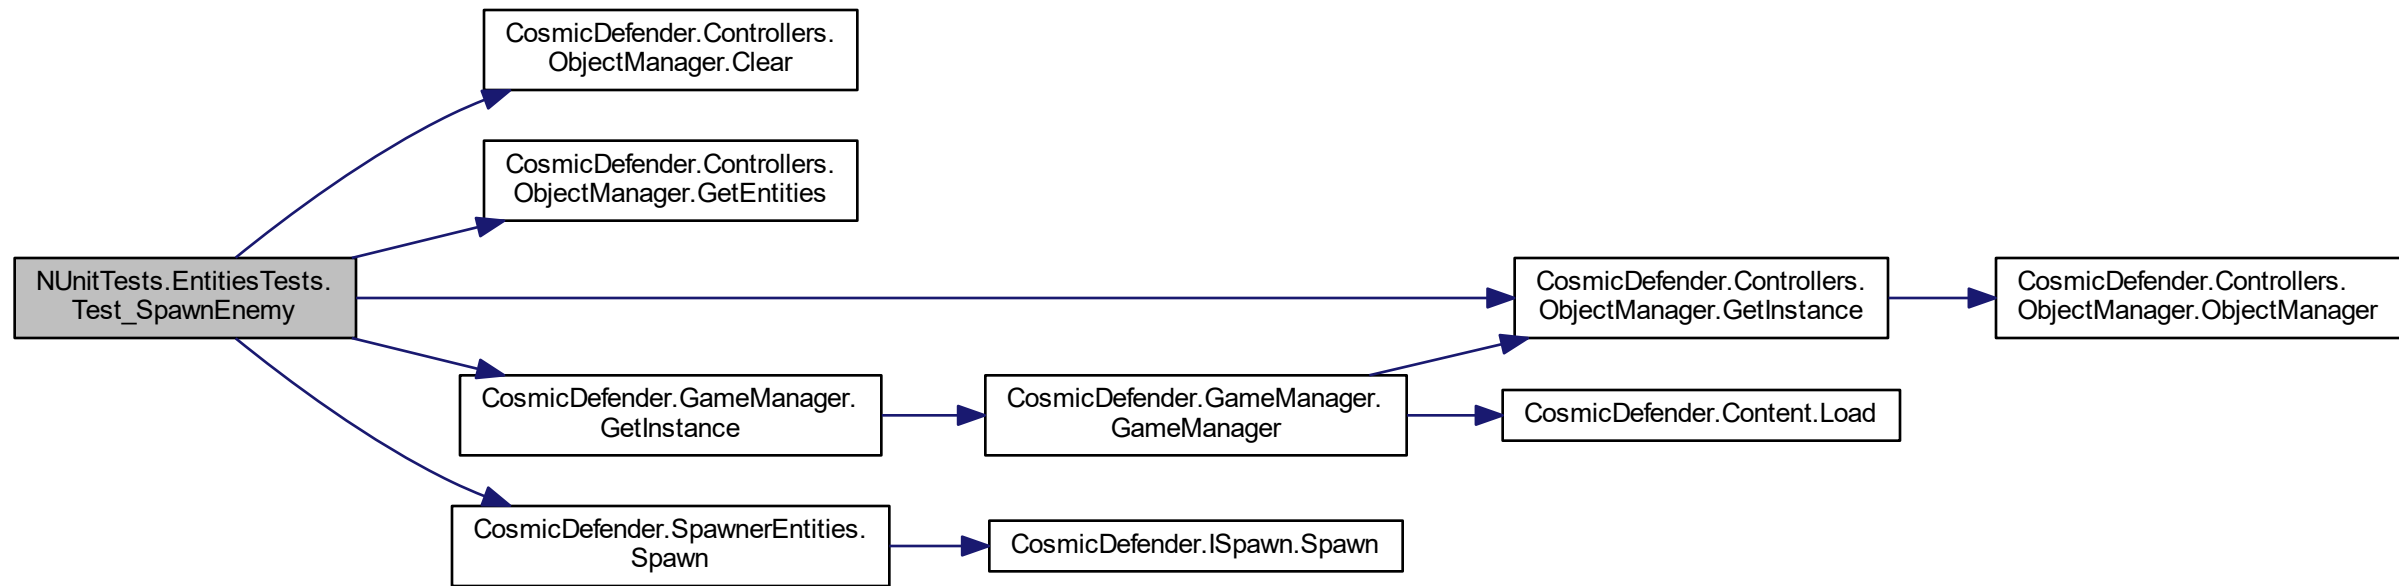 CosmicDefender.Controllers.
ObjectManager.Clear
CosmicDefender.Controllers.
ObjectManager.GetEntities
NUnitTests.EntitiesTests.
Test_SpawnEnemy
CosmicDefender.Controllers.
ObjectManager.GetInstance
CosmicDefender.Controllers.
ObjectManager.ObjectManager
CosmicDefender.GameManager.
GetInstance
CosmicDefender.GameManager.
GameManager
CosmicDefender.Content.Load
CosmicDefender.SpawnerEntities.
Spawn
CosmicDefender.ISpawn.Spawn